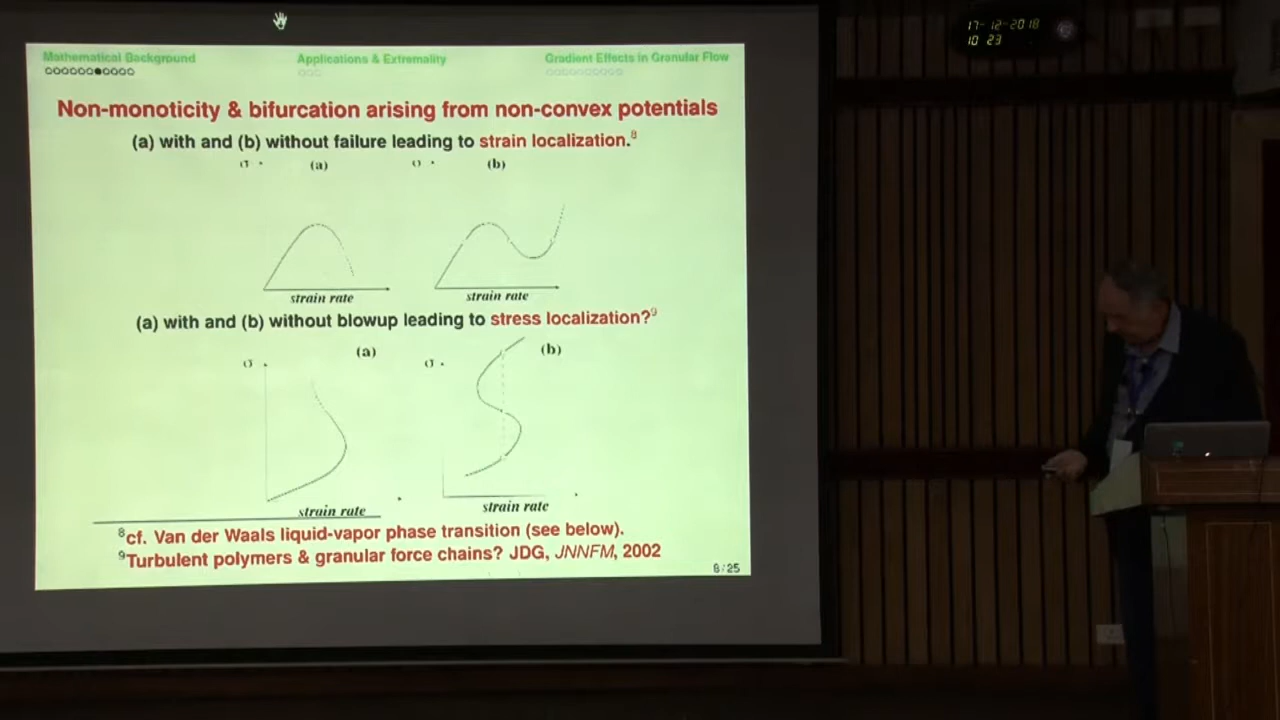 17-12-2018
10 23
Mathematical Background
Applications & Extremality
Gradient Effects in Granular Flow
Non-monoticity & bifurcation arising from non-convex potentials
(a) with and (b) without failure leading to strain localization.8
σ (a) σ (b)
strain rate strain rate
(a) with and (b) without blowup leading to stress localization?9
σ (a) σ (b)
strain rate strain rate
8cf. Van der Waals liquid-vapor phase transition (see below).
9Turbulent polymers & granular force chains? JDG, JNNFM, 2002
8/25